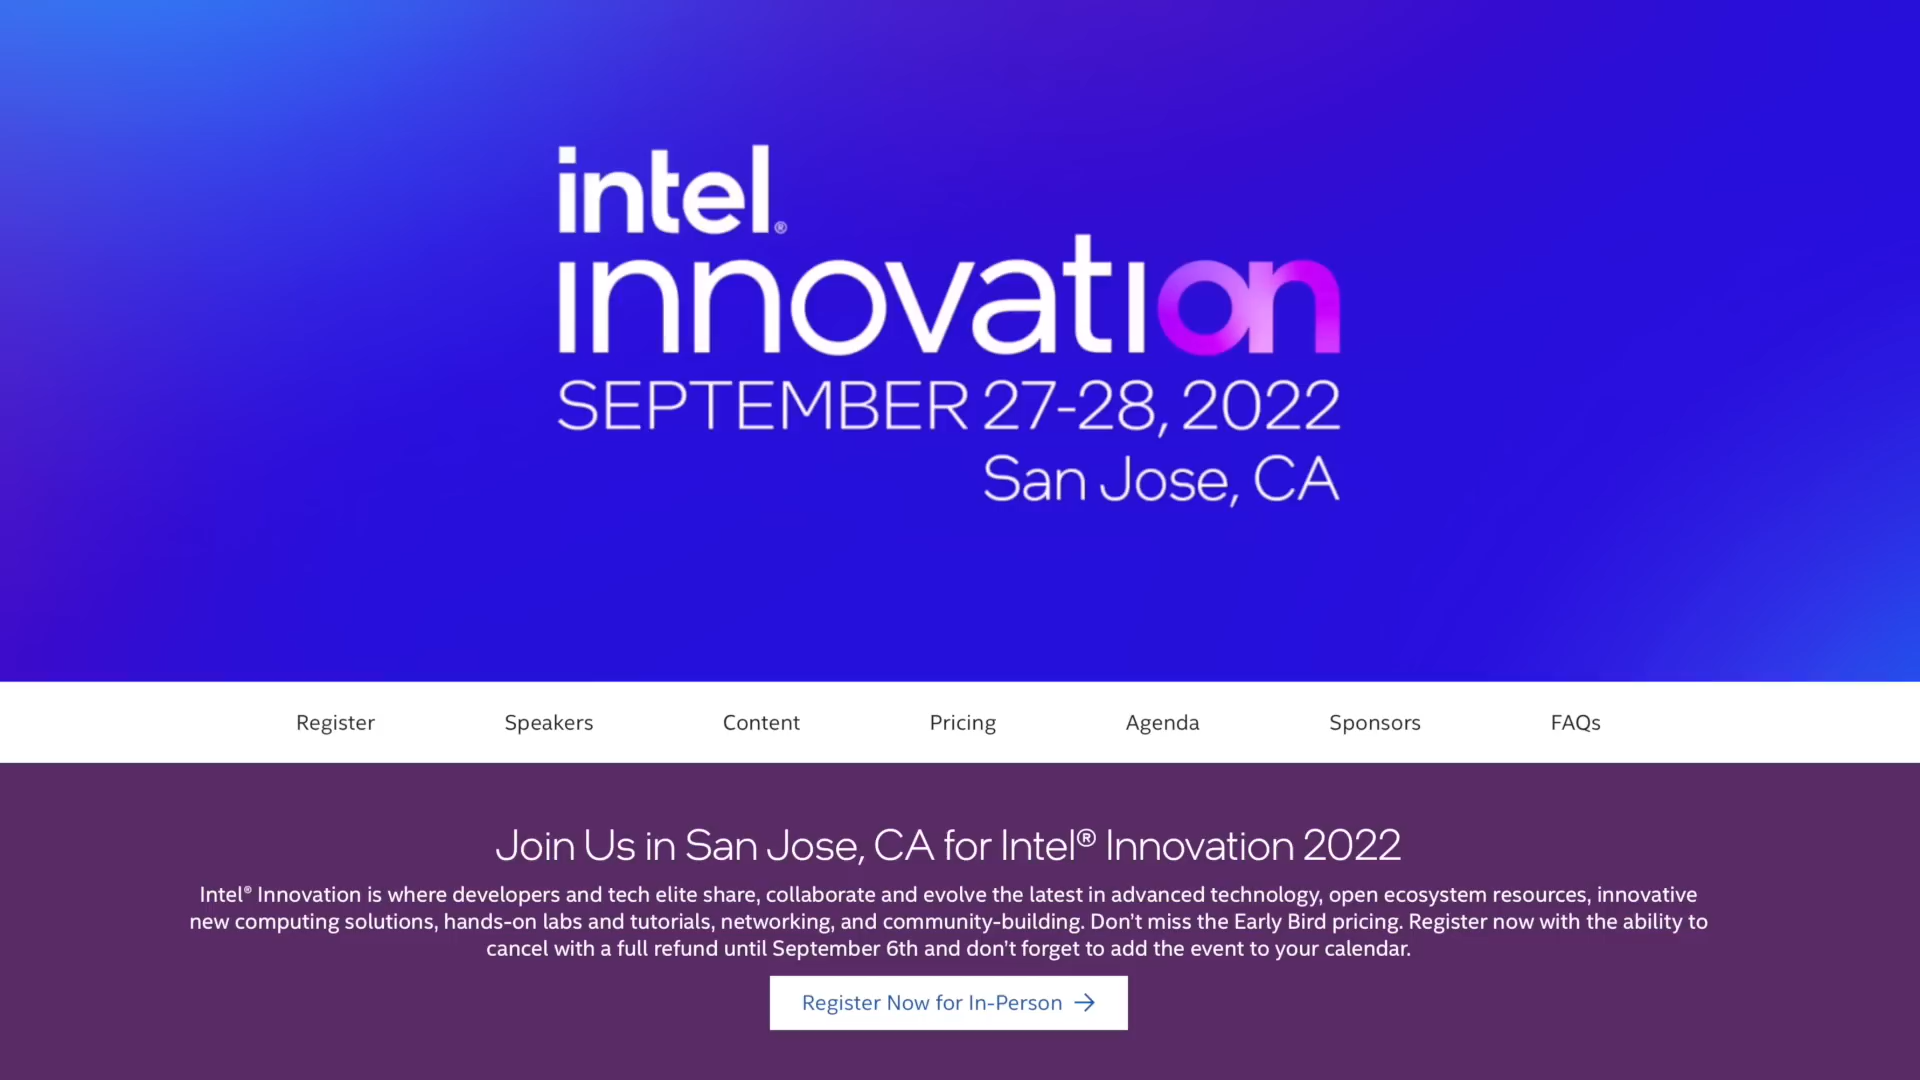 intel®
innovation
SEPTEMBER 27-28, 2022
San Jose, CA
Register
Speakers
Content
Pricing
Agenda
Sponsors
FAQs
Join Us in San Jose, CA for Intel® Innovation 2022
Intel® Innovation is where developers and tech elite share, collaborate and evolve the latest in advanced technology, open ecosystem resources, innovative
new computing solutions, hands-on labs and tutorials, networking, and community-building. Don’t miss the Early Bird pricing. Register now with the ability to
cancel with a full refund until September 6th and don’t forget to add the event to your calendar.
Register Now for In-Person →